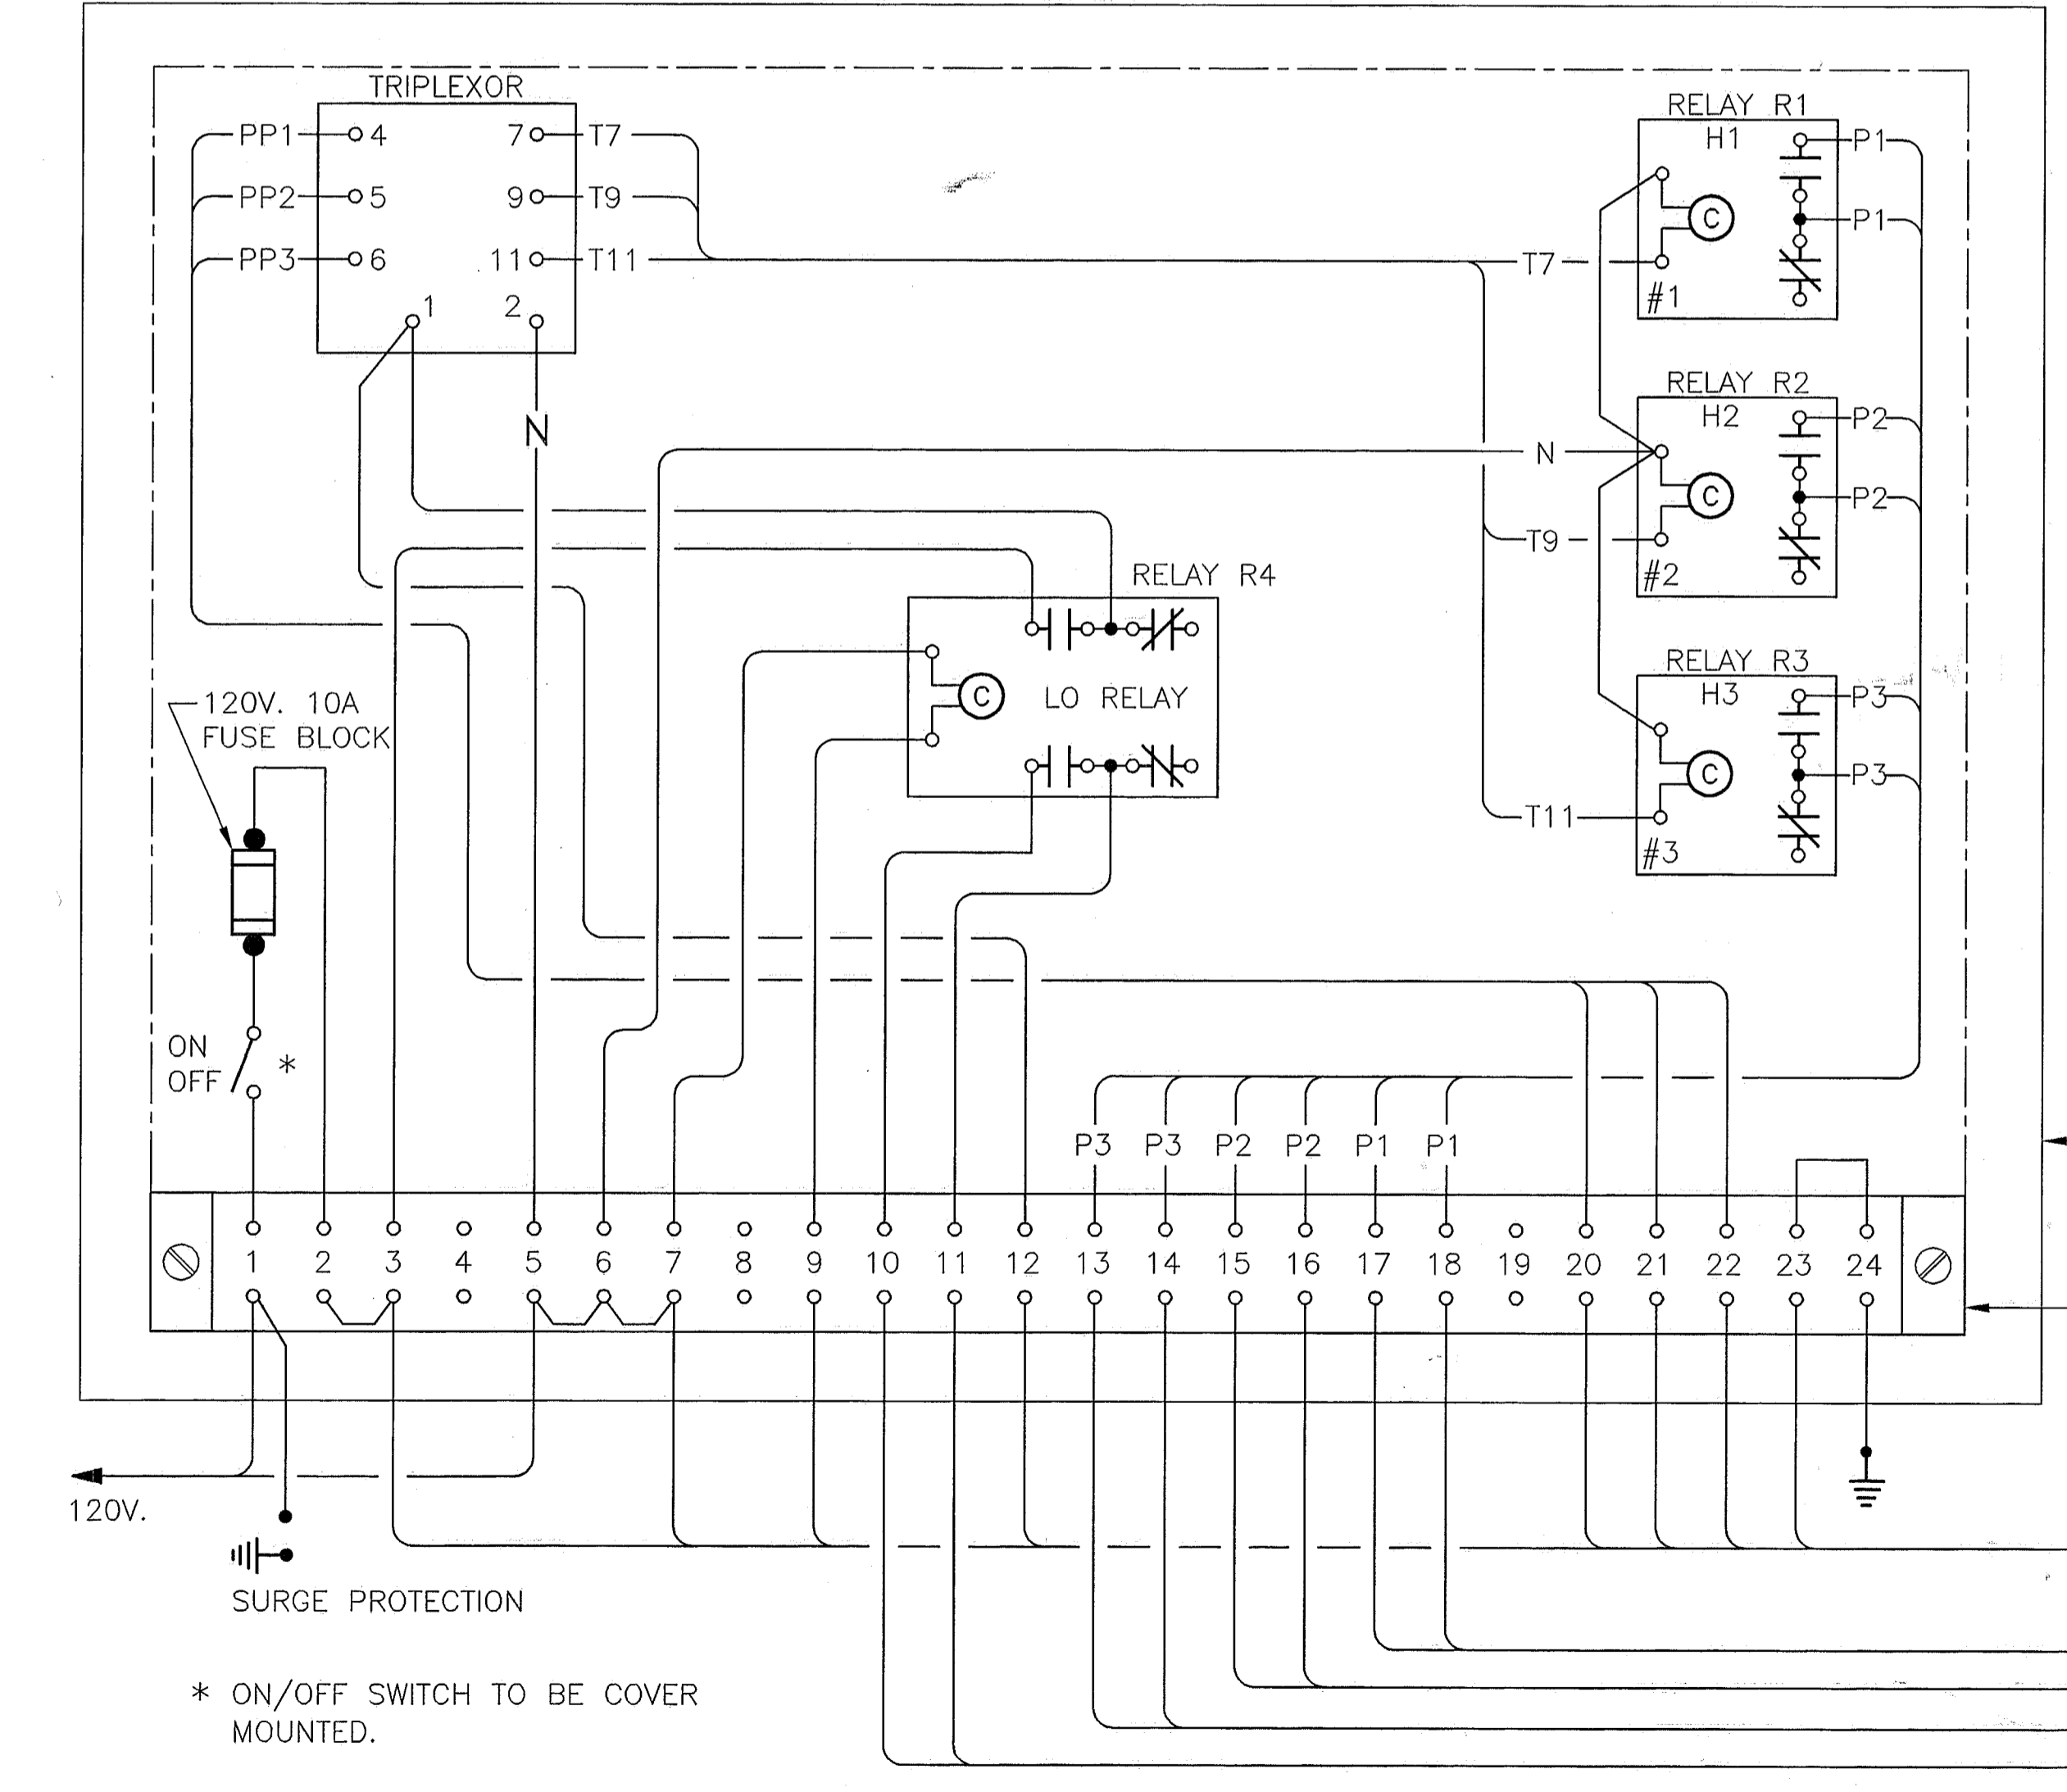 TRIPLEXOR
PP1 4 7 T7
PP2 5 9 T9
PP3 6 11 T11
1 2
N
RELAY R1
H1
P1
C
P1
T7
#1
RELAY R2
H2
P2
N
C
P2
T9
#2
RELAY R3
H3
P3
C
P3
T11
#3
RELAY R4
C LO RELAY
120V. 10A
FUSE BLOCK
ON
OFF *
P3 P3 P2 P2 P1 P1
1 2 3 4 5 6 7 8 9 10 11 12 13 14 15 16 17 18 19 20 21 22 23 24
120V.
SURGE PROTECTION
* ON/OFF SWITCH TO BE COVER
MOUNTED.